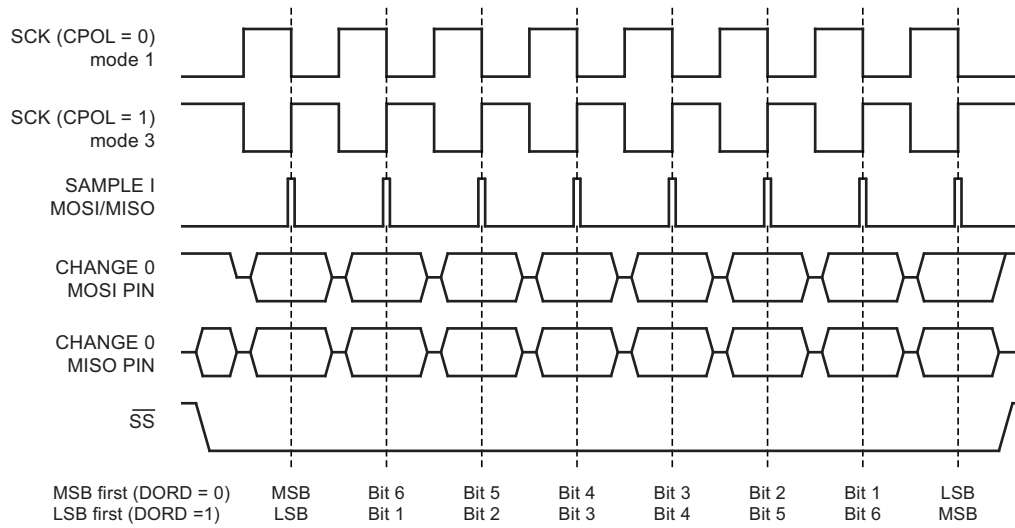 SCK (CPOL = 0)
mode 1
SCK (CPOL = 1)
mode 3
SAMPLE I
MOSI/MISO
CHANGE 0
MOSI PIN
CHANGE 0
MISO PIN
SS
MSB first (DORD = 0) MSB Bit 6 Bit 5 Bit 4 Bit 3 Bit 2 Bit 1 LSB
LSB first (DORD =1) LSB Bit 1 Bit 2 Bit 3 Bit 4 Bit 5 Bit 6 MSB